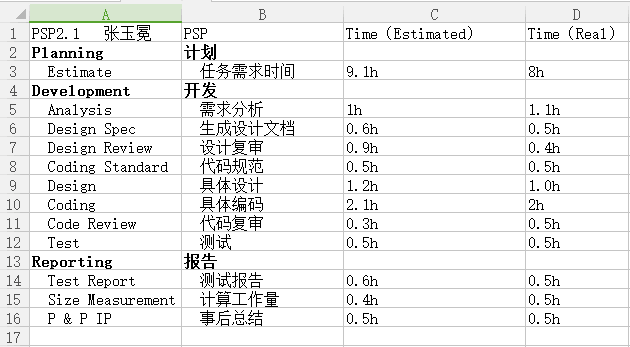 A B C D
1 PSP2.1 张玉冕 PSP Time（Estimated） Time（Real）
2 Planning 计划
3 Estimate 任务需求时间 9.1h 8h
4 Development 开发
5 Analysis 需求分析 1h 1.1h
6 Design Spec 生成设计文档 0.6h 0.5h
7 Design Review 设计复审 0.9h 0.4h
8 Coding Standard 代码规范 0.5h 0.5h
9 Design 具体设计 1.2h 1.0h
10 Coding 具体编码 2.1h 2h
11 Code Review 代码复审 0.3h 0.5h
12 Test 测试 0.5h 0.5h
13 Reporting 报告
14 Test Report 测试报告 0.6h 0.5h
15 Size Measurement 计算工作量 0.4h 0.5h
16 P & P IP 事后总结 0.5h 0.5h
17